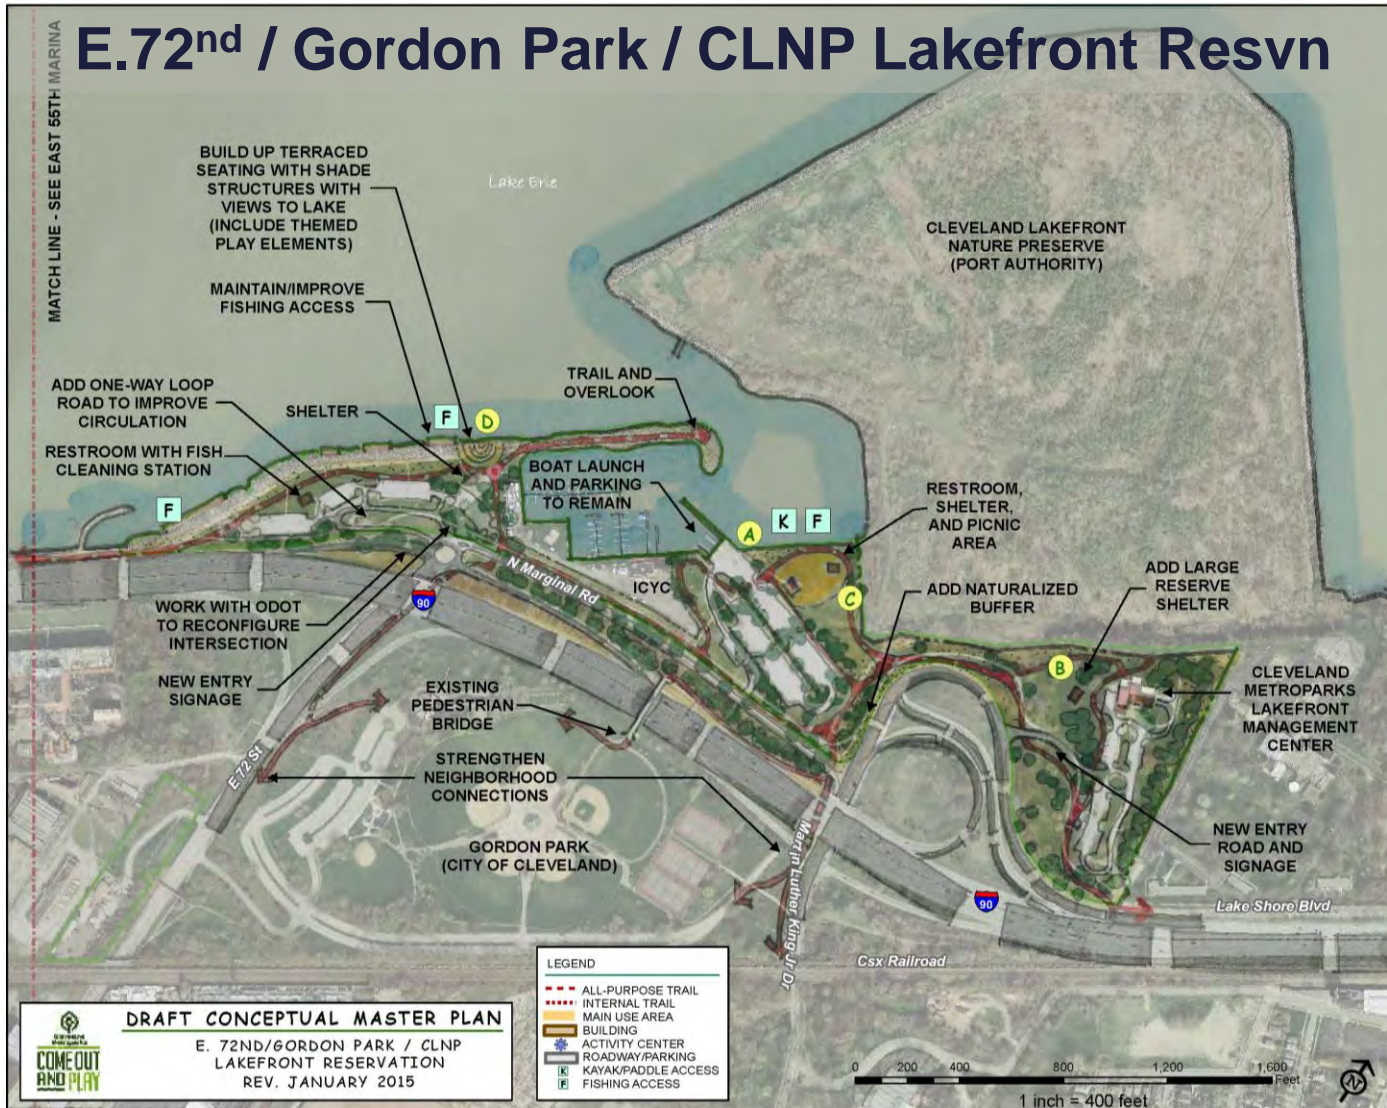 E.72nd / Gordon Park / CLNP Lakefront Resvn
MATCH LINE - SEE EAST 55TH MARINA
BUILD UP TERRACED
SEATING WITH SHADE
STRUCTURES WITH
VIEWS TO LAKE
(INCLUDE THEMED
PLAY ELEMENTS)
Lake Erie
CLEVELAND LAKEFRONT
NATURE PRESERVE
(PORT AUTHORITY)
MAINTAIN/IMPROVE
FISHING ACCESS
TRAIL AND
OVERLOOK
ADD ONE-WAY LOOP
ROAD TO IMPROVE
CIRCULATION
SHELTER
F
D
RESTROOM WITH FISH
CLEANING STATION
F
BOAT LAUNCH
AND PARKING
TO REMAIN
A
K
F
RESTROOM,
SHELTER,
AND PICNIC
AREA
N Marginal Rd
ICYC
C
ADD NATURALIZED
BUFFER
ADD LARGE
RESERVE
SHELTER
B
90
WORK WITH ODOT
TO RECONFIGURE
INTERSECTION
NEW ENTRY
SIGNAGE
EXISTING
PEDESTRIAN
BRIDGE
CLEVELAND
METROPARKS
LAKEFRONT
MANAGEMENT
CENTER
E 72 St
STRENGTHEN
NEIGHBORHOOD
CONNECTIONS
GORDON PARK
(CITY OF CLEVELAND)
Martin Luther King Jr Dr
NEW ENTRY
ROAD AND
SIGNAGE
90
Lake Shore Blvd
Csx Railroad
LEGEND
ALL-PURPOSE TRAIL
INTERNAL TRAIL
MAIN USE AREA
BUILDING
ACTIVITY CENTER
ROADWAY/PARKING
K KAYAK/PADDLE ACCESS
F FISHING ACCESS
Cleveland Metroparks
COME OUT
AND PLAY
DRAFT CONCEPTUAL MASTER PLAN
E. 72ND/GORDON PARK / CLNP
LAKEFRONT RESERVATION
REV. JANUARY 2015
0 200 400 800 1,200 1,600
Feet
1 inch = 400 feet
N